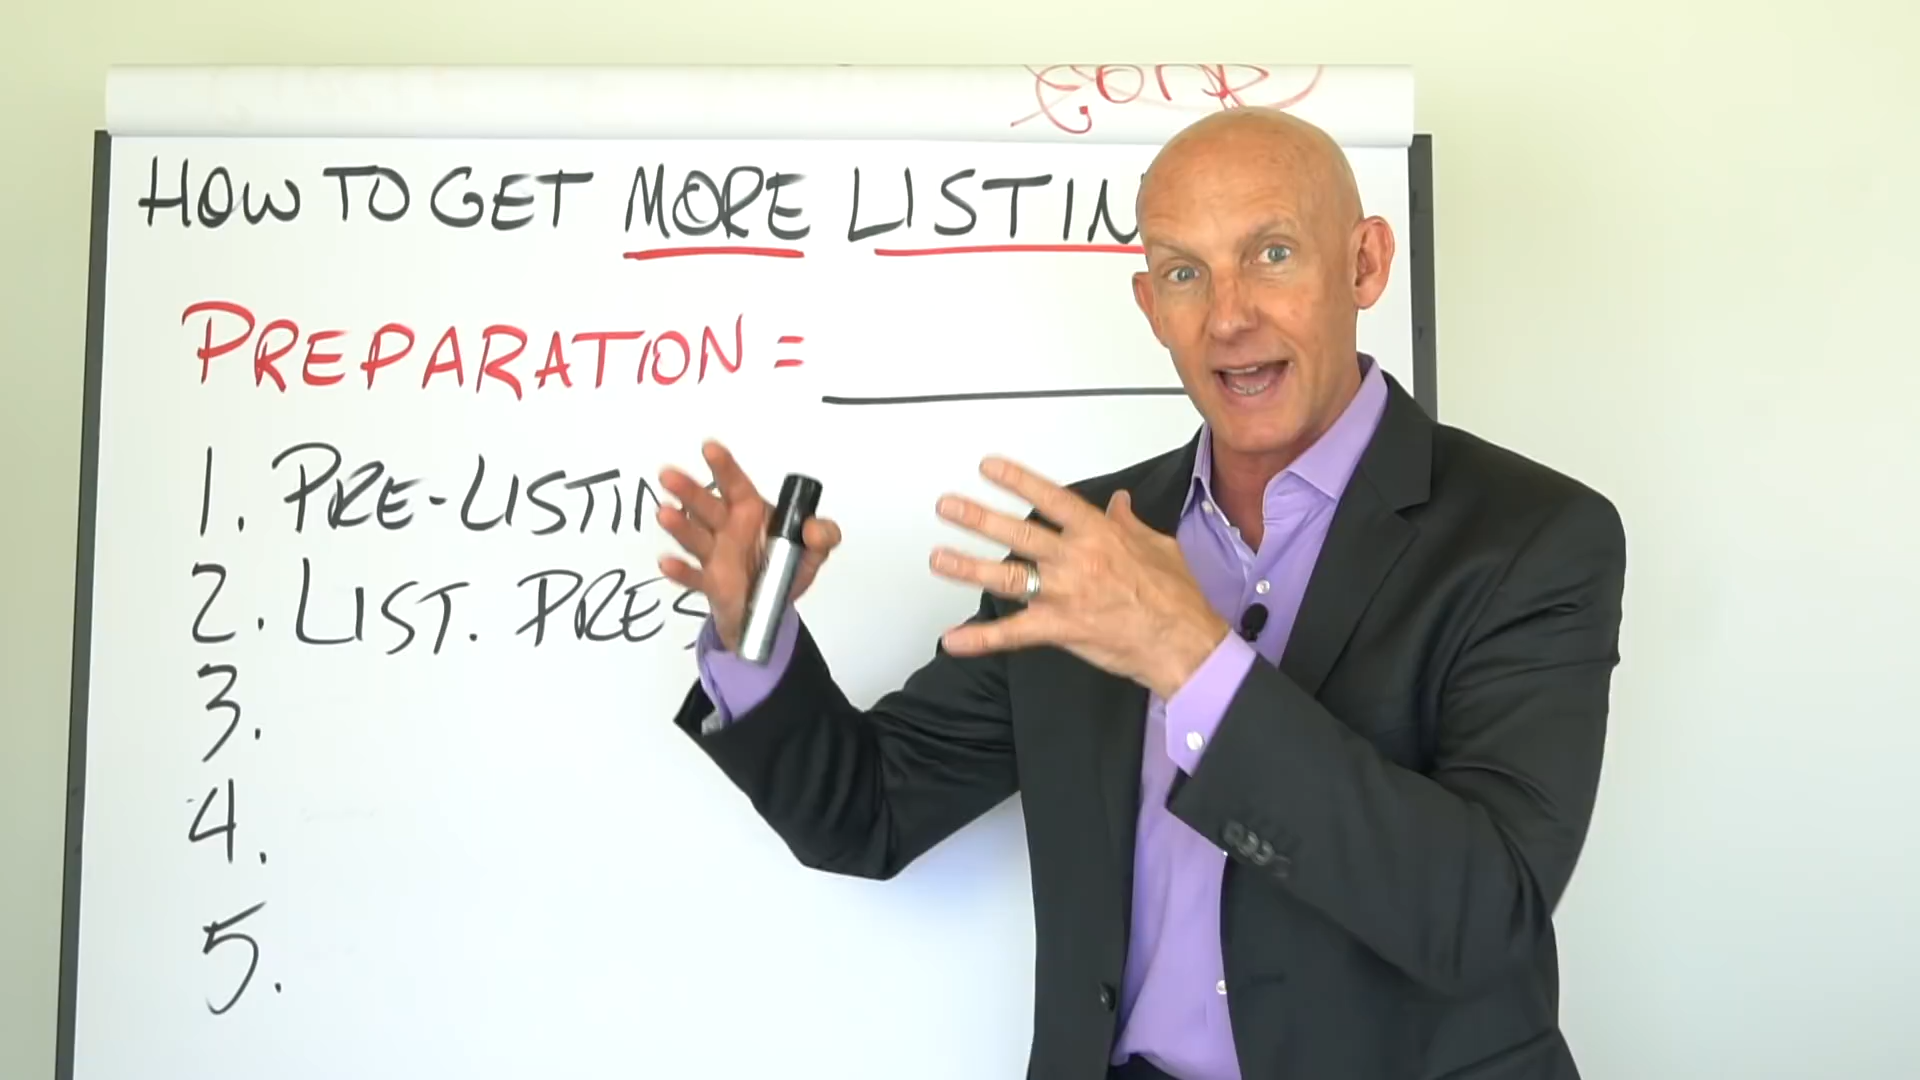 HOW TO GET MORE LISTIN
PREPARATION =
1. PRE-LISTIN
2. LIST. PRES
3.
4.
5.